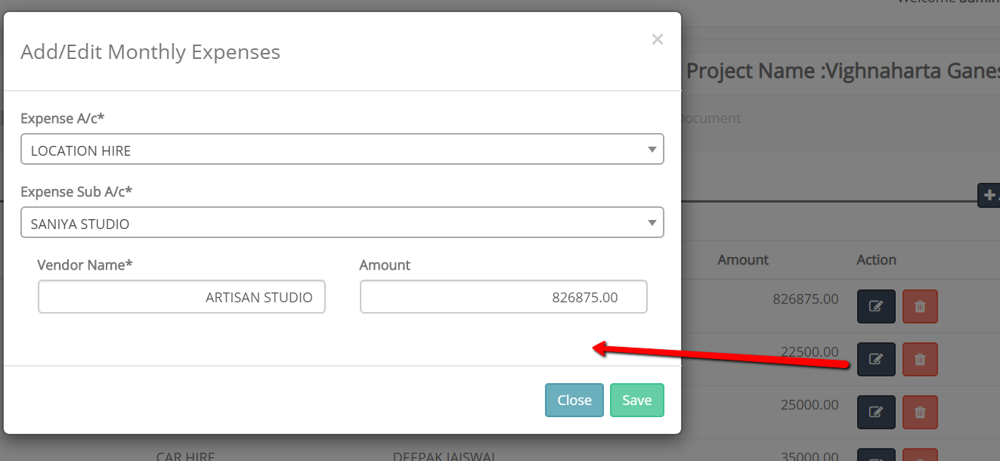 Welcome admin
Add/Edit Monthly Expenses
×
Project Name :Vighnaharta Ganes
Expense A/c*
Document
LOCATION HIRE
Expense Sub A/c*
SANIYA STUDIO
Vendor Name*
Amount
Amount
Action
ARTISAN STUDIO
826875.00
826875.00
22500.00
Close
Save
25000.00
CAR HIRE
DEEPAK JAISWAL
35000.00